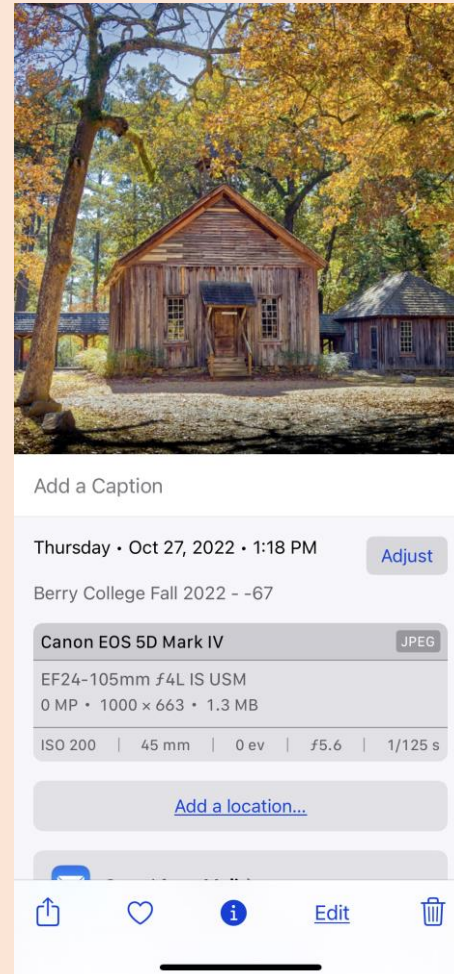 Add a Caption
Thursday • Oct 27, 2022 • 1:18 PM
Adjust
Berry College Fall 2022 - -67
Canon EOS 5D Mark IV
JPEG
EF24-105mm ƒ4L IS USM
0 MP • 1000 × 663 • 1.3 MB
ISO 200 | 45 mm | 0 ev | ƒ5.6 | 1/125 s
Add a location...
Edit